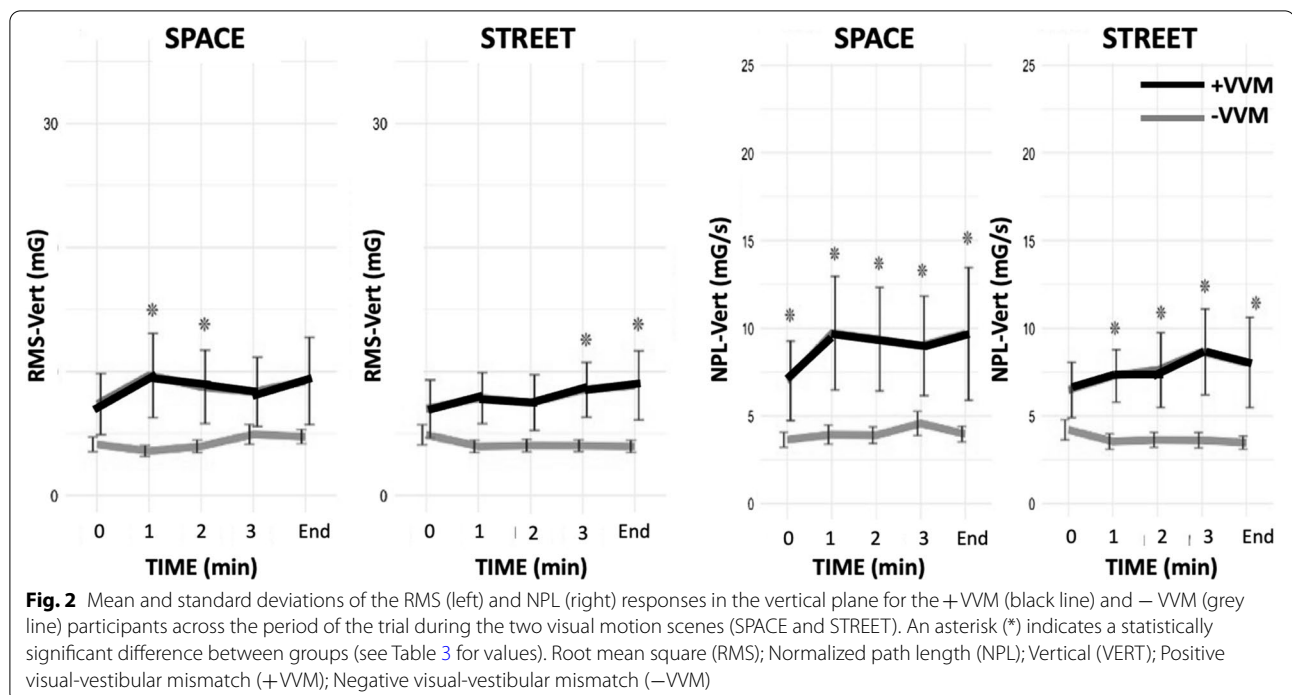 SPACE
STREET
SPACE
STREET
RMS-Vert (mG)
30
0
0 1 2 3 End
TIME (min)
RMS-Vert (mG)
30
0
0 1 2 3 End
TIME (min)
NPL-Vert (mG/s)
25
20
15
10
5
0
0 1 2 3 End
TIME (min)
NPL-Vert (mG/s)
25
20
15
10
5
0
0 1 2 3 End
TIME (min)
+VVM
-VVM
Fig. 2 Mean and standard deviations of the RMS (left) and NPL (right) responses in the vertical plane for the +VVM (black line) and − VVM (grey
line) participants across the period of the trial during the two visual motion scenes (SPACE and STREET). An asterisk (*) indicates a statistically
significant difference between groups (see Table 3 for values). Root mean square (RMS); Normalized path length (NPL); Vertical (VERT); Positive
visual-vestibular mismatch (+VVM); Negative visual-vestibular mismatch (−VVM)